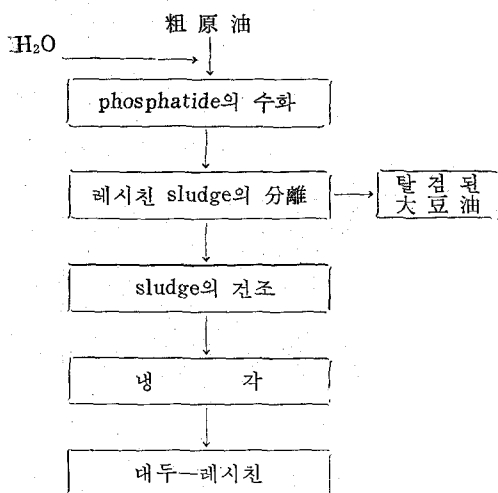 粗原油
H₂O
phosphatide의 수화
레시친 sludge의 分離
탈검된
大豆油
sludge의 건조
냉각
대두—레시친